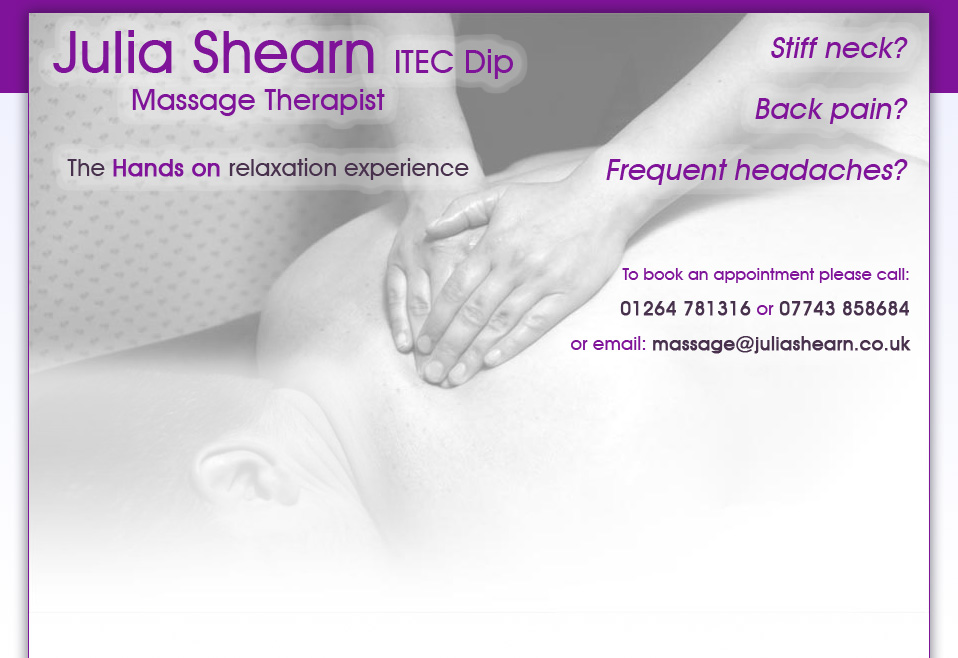 Julia Shearn ITEC Dip
Massage Therapist
The Hands on relaxation experience
Stiff neck?
Back pain?
Frequent headaches?
To book an appointment please call:
01264 781316 or 07743 858684
or email: massage@juliashearn.co.uk